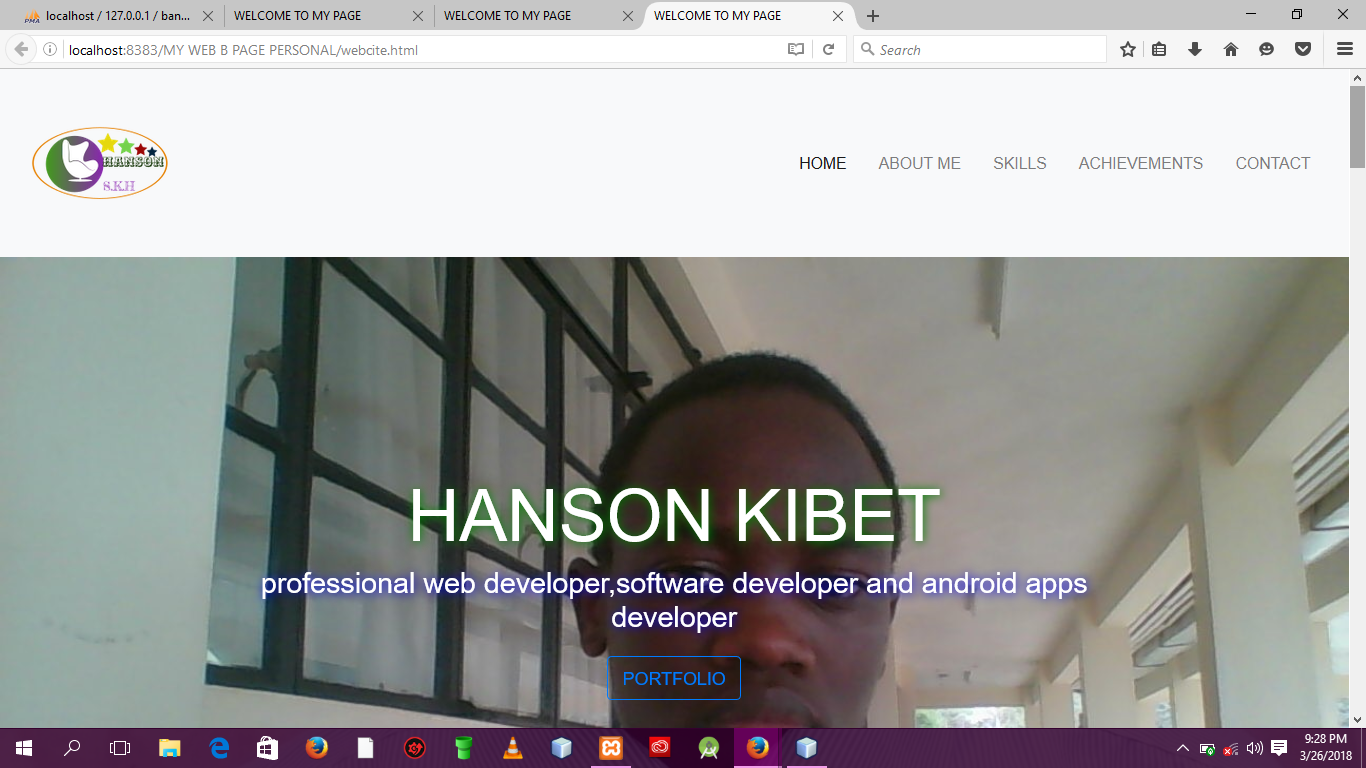 localhost / 127.0.0.1 / ban...
WELCOME TO MY PAGE
WELCOME TO MY PAGE
WELCOME TO MY PAGE
localhost:8383/MY WEB B PAGE PERSONAL/webcite.html
Search
HANSON
S.K.H
HOME
ABOUT ME
SKILLS
ACHIEVEMENTS
CONTACT
HANSON KIBET
professional web developer,software developer and android apps
developer
PORTFOLIO
9:28 PM
3/26/2018